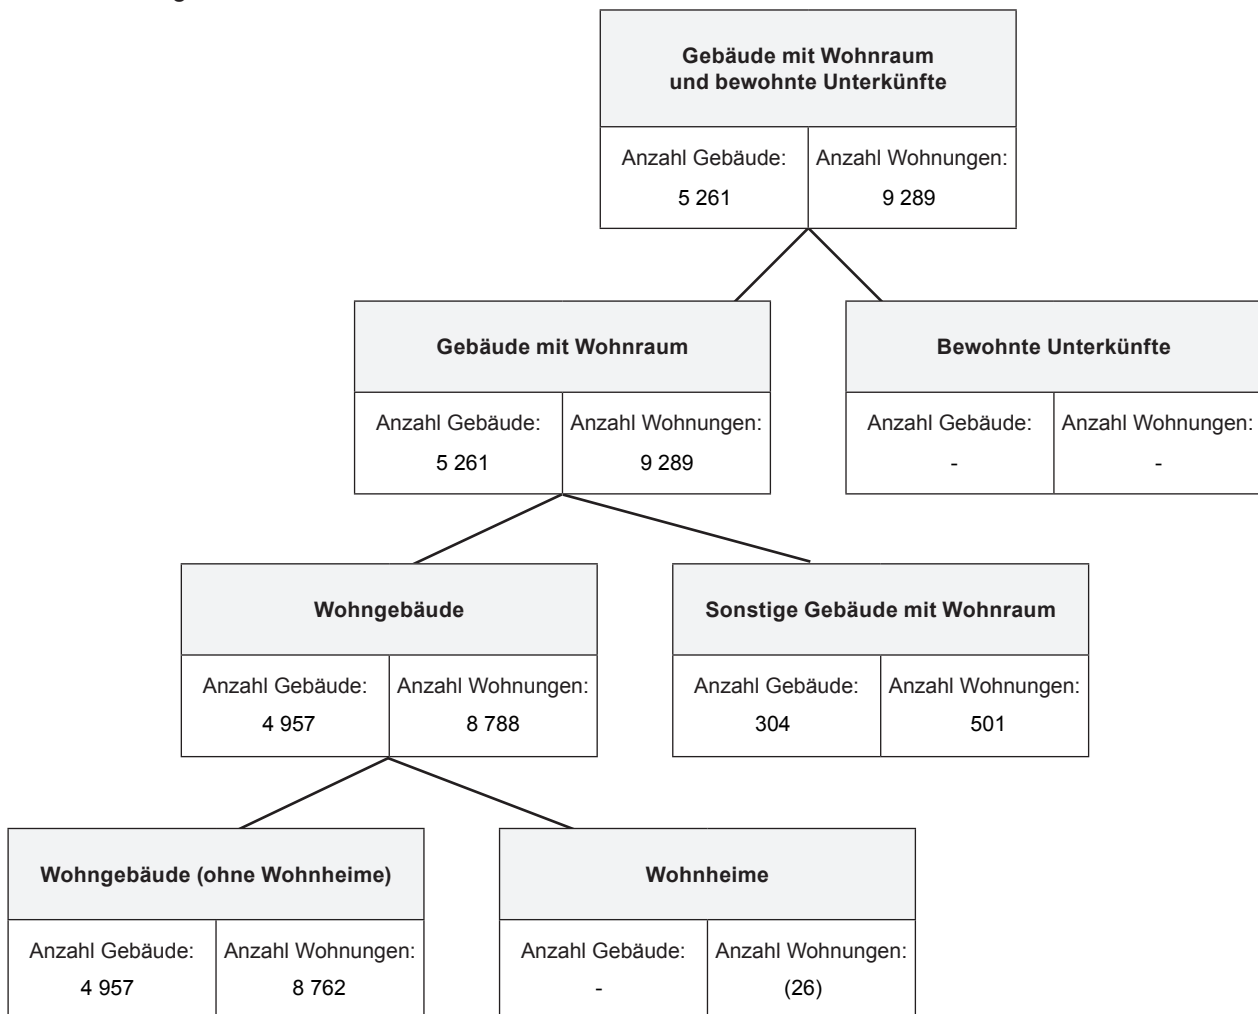 Gebäude mit Wohnraum
und bewohnte Unterkünfte
Anzahl Gebäude: Anzahl Wohnungen:
5 261 9 289
Gebäude mit Wohnraum Bewohnte Unterkünfte
Anzahl Gebäude: Anzahl Wohnungen: Anzahl Gebäude: Anzahl Wohnungen:
5 261 9 289 - -
Wohngebäude Sonstige Gebäude mit Wohnraum
Anzahl Gebäude: Anzahl Wohnungen: Anzahl Gebäude: Anzahl Wohnungen:
4 957 8 788 304 501
Wohngebäude (ohne Wohnheime) Wohnheime
Anzahl Gebäude: Anzahl Wohnungen: Anzahl Gebäude: Anzahl Wohnungen:
4 957 8 762 - (26)